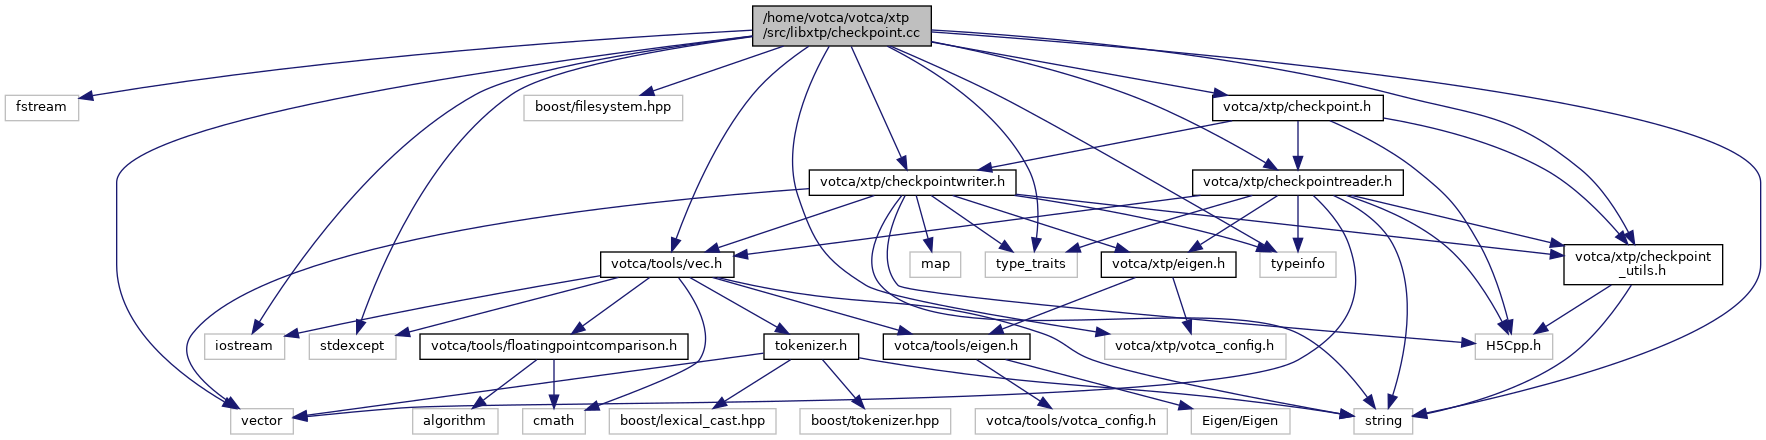 /home/votca/votca/xtp
/src/libxtp/checkpoint.cc
fstream
boost/filesystem.hpp
votca/xtp/checkpoint.h
votca/xtp/checkpointwriter.h
votca/xtp/checkpointreader.h
votca/tools/vec.h
map
type_traits
votca/xtp/eigen.h
typeinfo
votca/xtp/checkpoint
_utils.h
iostream
stdexcept
votca/tools/floatingpointcomparison.h
tokenizer.h
votca/tools/eigen.h
votca/xtp/votca_config.h
H5Cpp.h
vector
algorithm
cmath
boost/lexical_cast.hpp
boost/tokenizer.hpp
votca/tools/votca_config.h
Eigen/Eigen
string